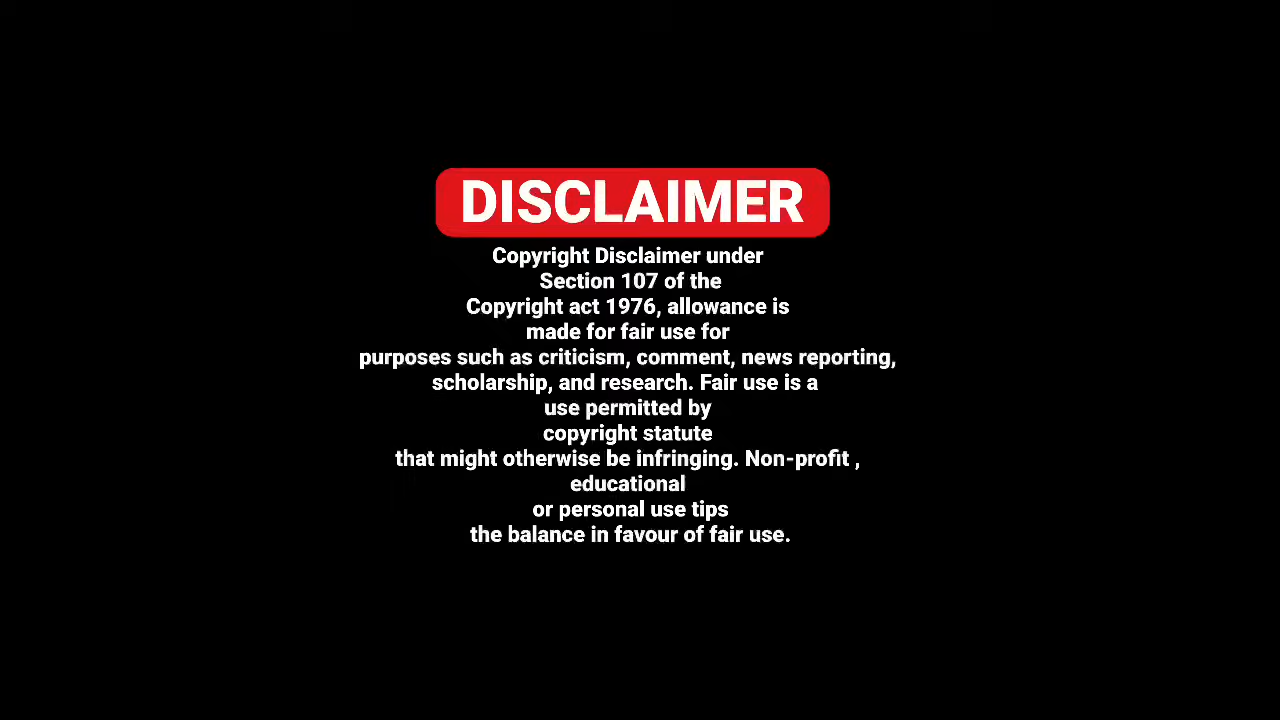 DISCLAIMER
Copyright Disclaimer under
Section 107 of the
Copyright act 1976, allowance is
made for fair use for
purposes such as criticism, comment, news reporting,
scholarship, and research. Fair use is a
use permitted by
copyright statute
that might otherwise be infringing. Non-profit ,
educational
or personal use tips
the balance in favour of fair use.